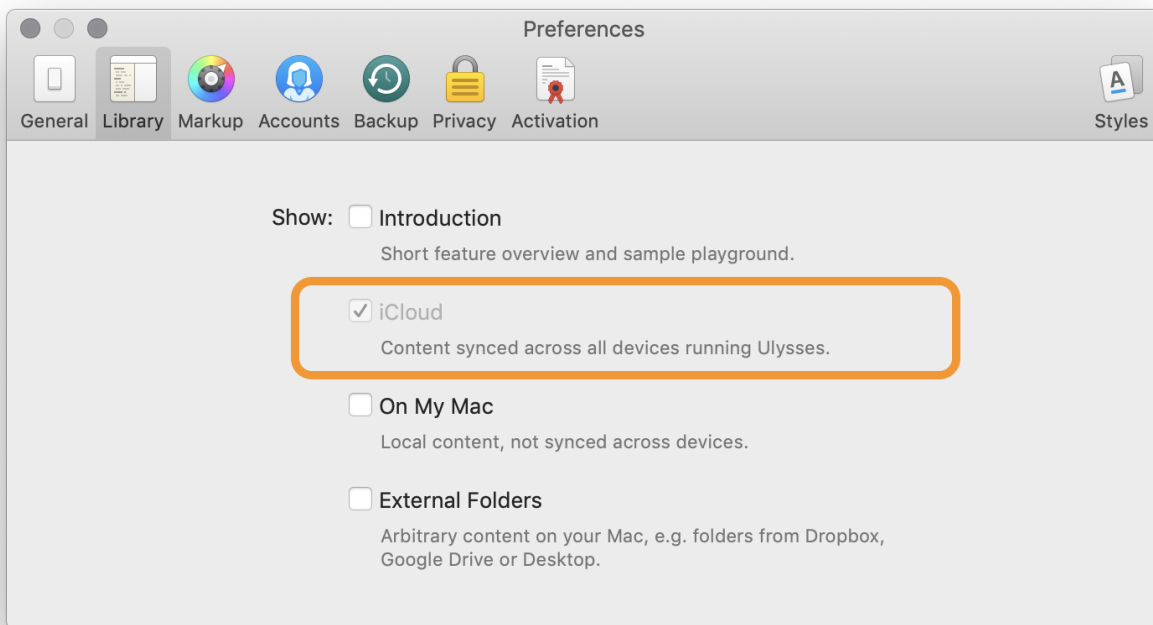 Preferences
General Library Markup Accounts Backup Privacy Activation Styles
Show: Introduction
Short feature overview and sample playground.
iCloud
Content synced across all devices running Ulysses.
On My Mac
Local content, not synced across devices.
External Folders
Arbitrary content on your Mac, e.g. folders from Dropbox,
Google Drive or Desktop.